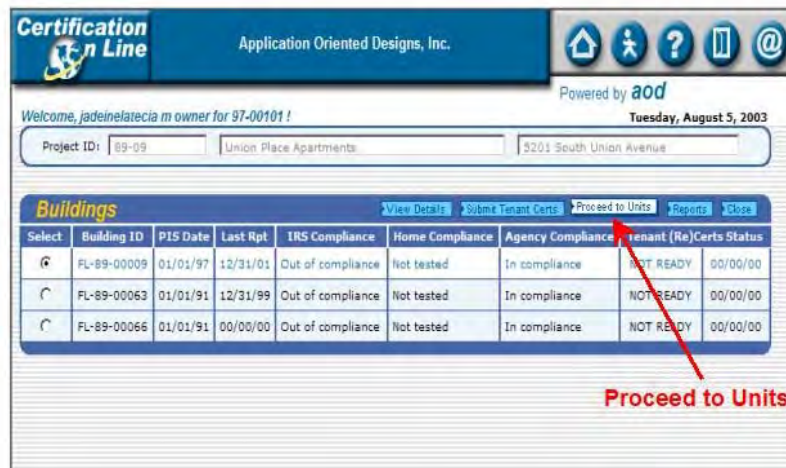 Certification
On Line
Application Oriented Designs, Inc.
Powered by aod
Welcome, jadeinelatecia m owner for 97-00101 !
Tuesday, August 5, 2003
Project ID: 89-09 Union Place Apartments 5201 South Union Avenue
Buildings View Details Submit Tenant Certs Proceed to Units Reports Close
Select Building ID PIS Date Last Rpt IRS Compliance Home Compliance Agency Compliance Tenant (Re)Certs Status
FL-89-00009 01/01/97 12/31/01 Out of compliance Not tested In compliance NOT READY 00/00/00
FL-89-00063 01/01/91 12/31/99 Out of compliance Not tested In compliance NOT READY 00/00/00
FL-89-00066 01/01/91 00/00/00 Out of compliance Not tested In compliance NOT READY 00/00/00
Proceed to Units